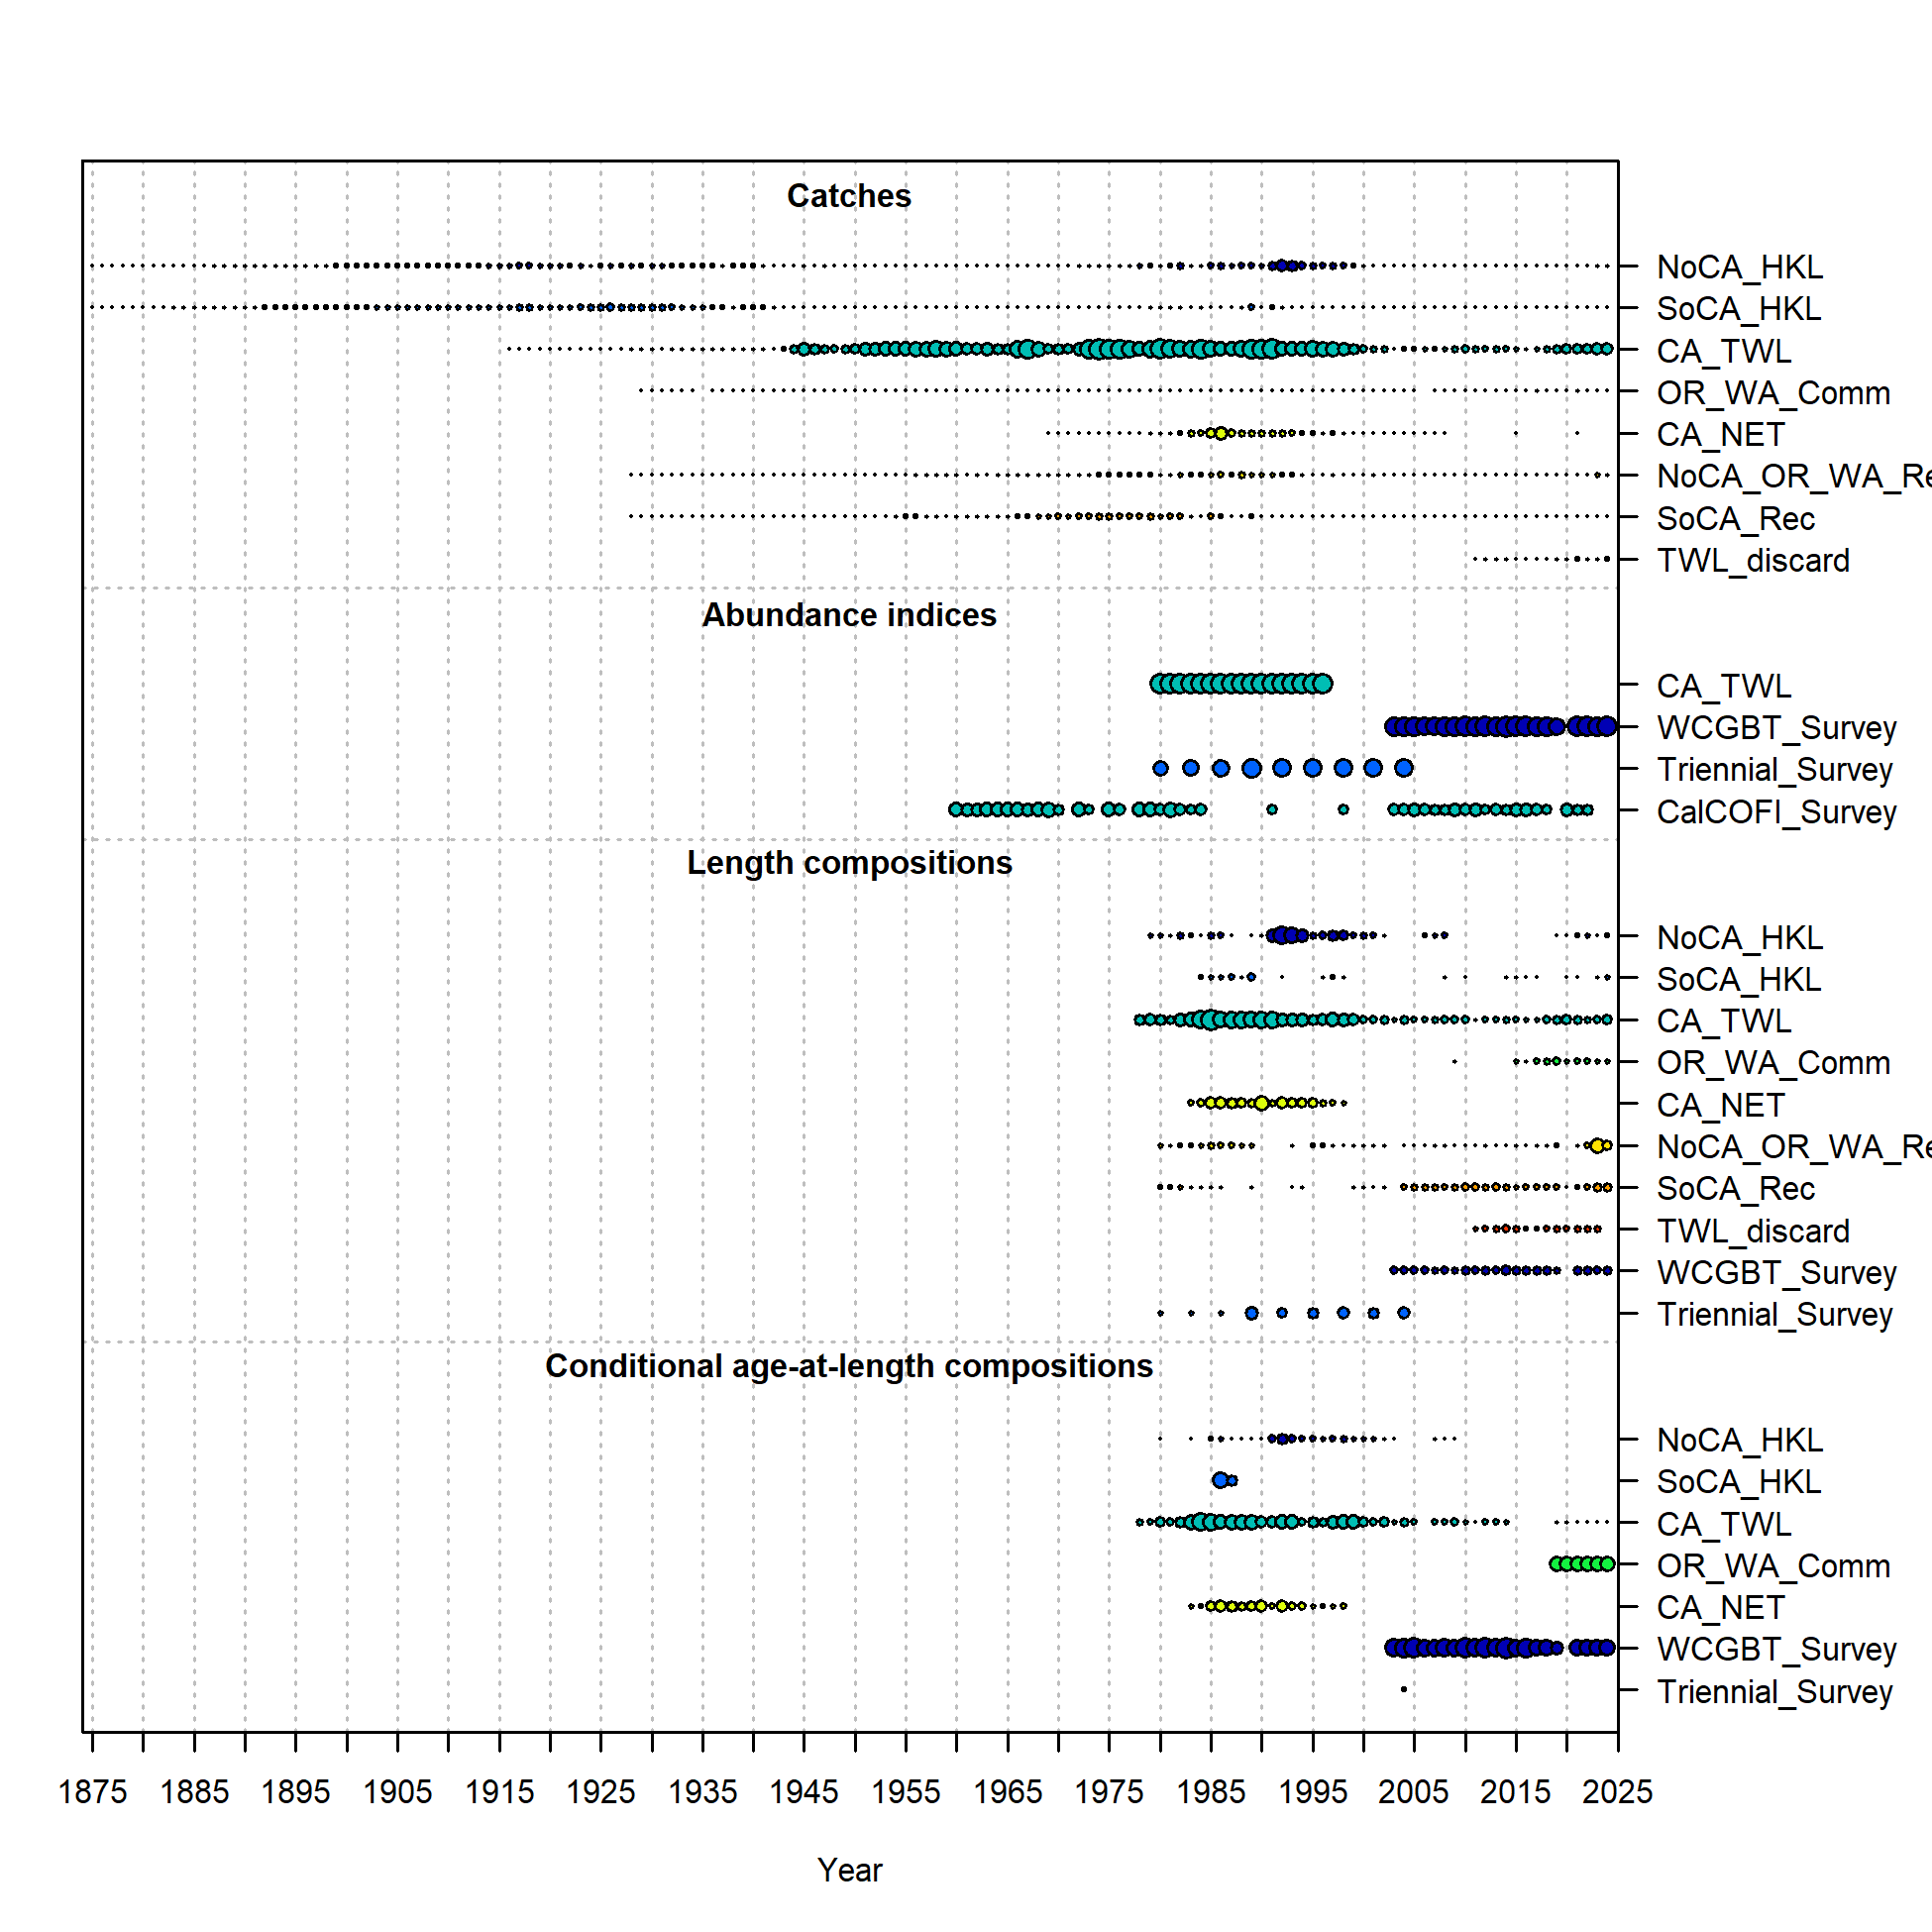 Catches
NoCA_HKL
SoCA_HKL
CA_TWL
OR_WA_Comm
CA_NET
NoCA_OR_WA_Re
SoCA_Rec
TWL_discard
Abundance indices
CA_TWL
WCGBT_Survey
Triennial_Survey
CalCOFI_Survey
Length compositions
NoCA_HKL
SoCA_HKL
CA_TWL
OR_WA_Comm
CA_NET
NoCA_OR_WA_Re
SoCA_Rec
TWL_discard
WCGBT_Survey
Triennial_Survey
Conditional age-at-length compositions
NoCA_HKL
SoCA_HKL
CA_TWL
OR_WA_Comm
CA_NET
WCGBT_Survey
Triennial_Survey
1875 1885 1895 1905 1915 1925 1935 1945 1955 1965 1975 1985 1995 2005 2015 2025
Year